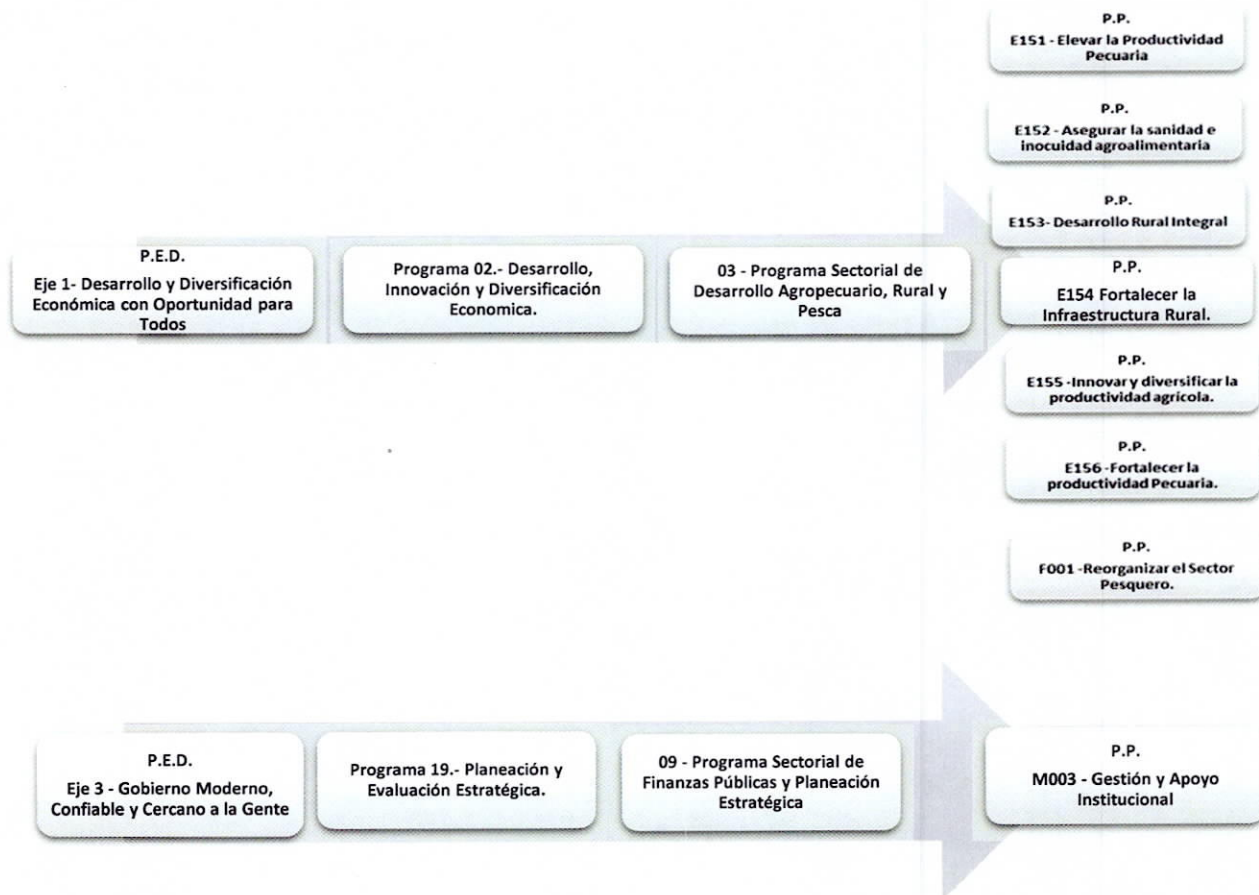 P.P.
E151 - Elevar la Productividad
Pecuaria
P.P.
E152 - Asegurar la sanidad e
inocuidad agroalimentaria
P.P.
E153- Desarrollo Rural Integral
P.E.D.
Eje 1- Desarrollo y Diversificación
Económica con Oportunidad para
Todos
Programa 02.- Desarrollo,
Innovación y Diversificación
Economica.
03 - Programa Sectorial de
Desarrollo Agropecuario, Rural y
Pesca
P.P.
E154 Fortalecer la
Infraestructura Rural.
P.P.
E155 -Innovar y diversificar la
productividad agrícola.
P.P.
E156 -Fortalecer la
productividad Pecuaria.
P.P.
F001 -Reorganizar el Sector
Pesquero.
P.E.D.
Eje 3 - Gobierno Moderno,
Confiable y Cercano a la Gente
Programa 19.- Planeación y
Evaluación Estratégica.
09 - Programa Sectorial de
Finanzas Públicas y Planeación
Estratégica
P.P.
M003 - Gestión y Apoyo
Institucional